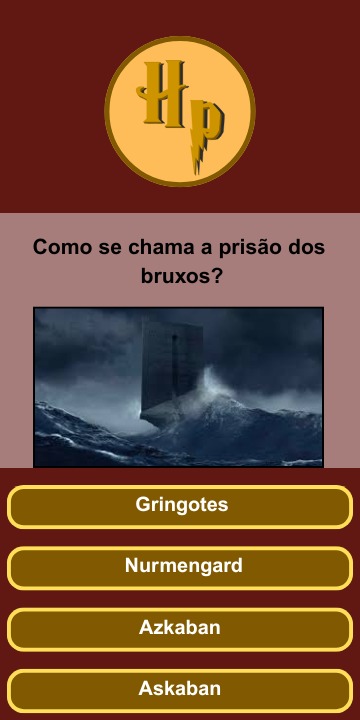 HP
Como se chama a prisão dos
bruxos?
Gringotes
Nurmengard
Azkaban
Askaban